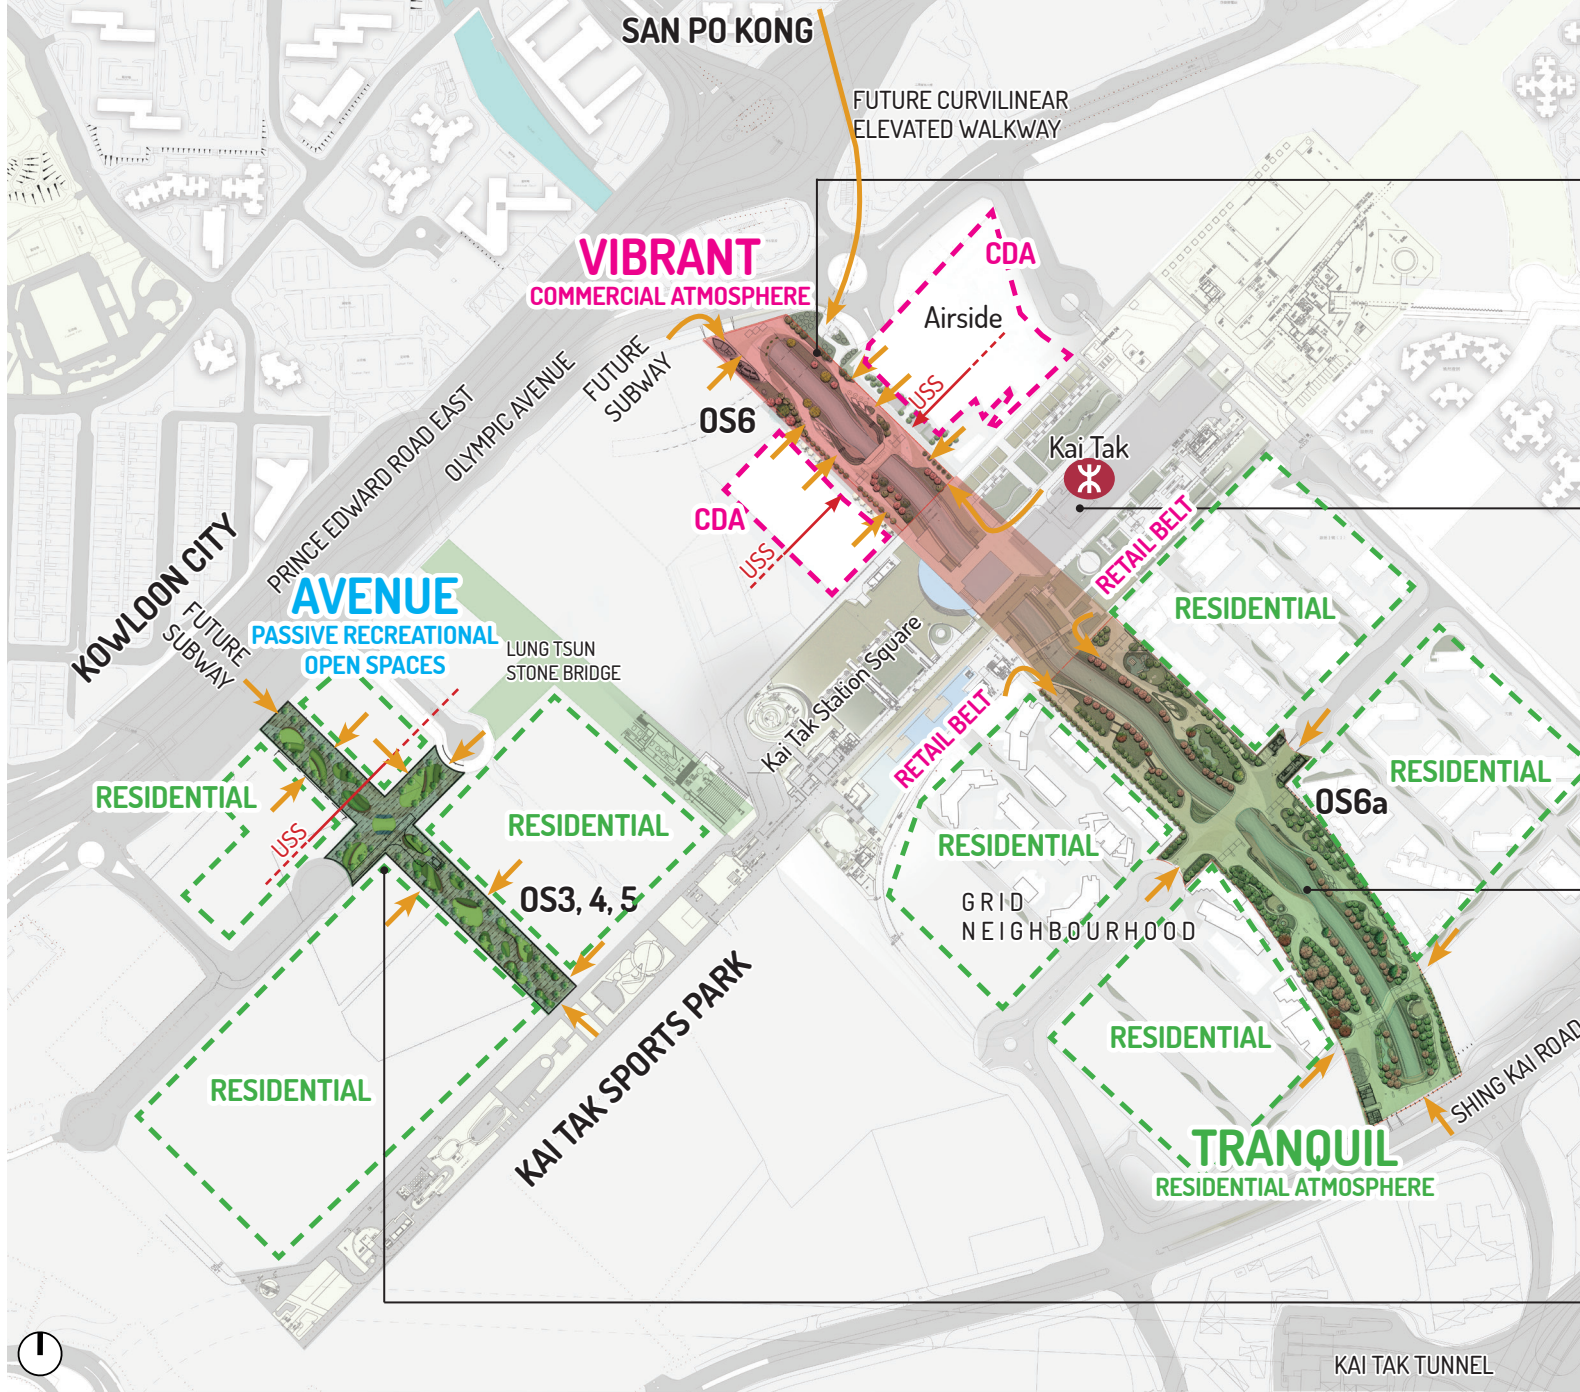 SAN PO KONG
FUTURE CURVILINEAR
ELEVATED WALKWAY
VIBRANT
COMMERCIAL ATMOSPHERE
CDA
Airside
FUTURE
SUBWAY
USS
OS6
Kai Tak
CDA
USS
RETAIL BELT
RESIDENTIAL
PRINCE EDWARD ROAD EAST
OLYMPIC AVENUE
KOWLOON CITY
AVENUE
PASSIVE RECREATIONAL
OPEN SPACES
FUTURE
SUBWAY
LUNG TSUN
STONE BRIDGE
Kai Tak Station Square
RETAIL BELT
RESIDENTIAL
OS6a
RESIDENTIAL
USS
RESIDENTIAL
OS3, 4, 5
RESIDENTIAL
GRID
NEIGHBOURHOOD
KAI TAK SPORTS PARK
RESIDENTIAL
RESIDENTIAL
SHING KAI ROAD
TRANQUIL
RESIDENTIAL ATMOSPHERE
KAI TAK TUNNEL